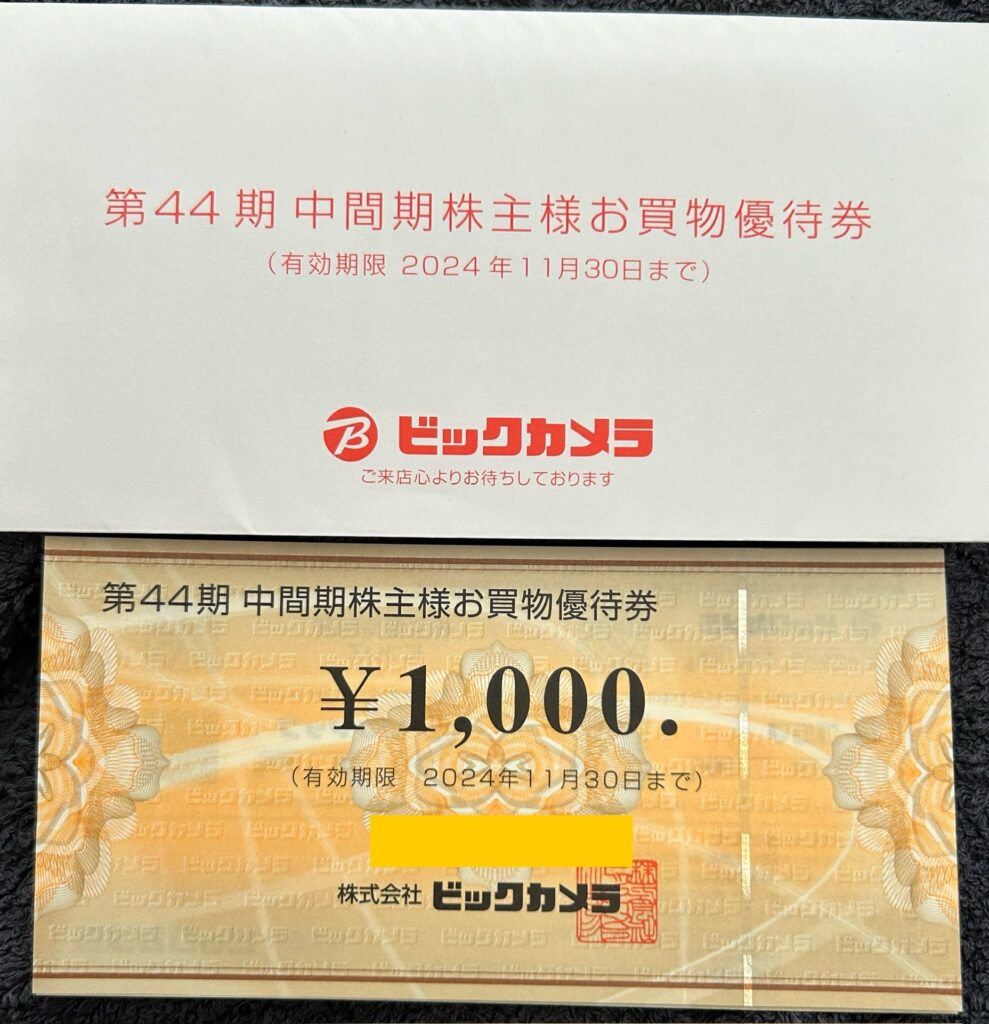 第44期 中間期株主様お買物優待券
（有効期限 2024年11月30日まで）
B ビックカメラ
ご来店心よりお待ちしております
第44期 中間期株主様お買物優待券
¥1,000.
（有効期限 2024年11月30日まで）
株式会社 ビックカメラ